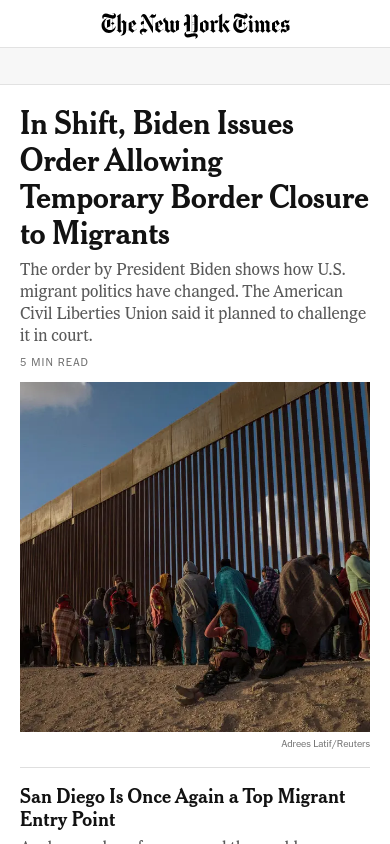 The New York Times
In Shift, Biden Issues
Order Allowing
Temporary Border Closure
to Migrants
The order by President Biden shows how U.S.
migrant politics have changed. The American
Civil Liberties Union said it planned to challenge
it in court.
5 MIN READ
Adrees Latif/Reuters
San Diego Is Once Again a Top Migrant
Entry Point